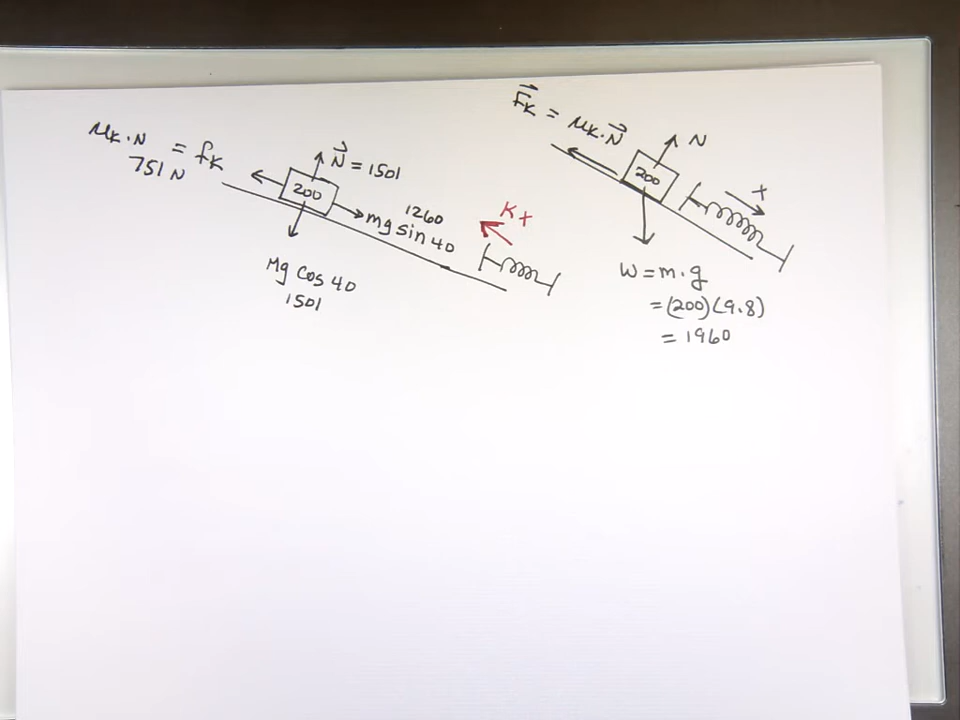 μK·N = fK
751 N
N⃗ = 1501
200
1260
mg sin 40
Mg Cos 40
1501
Kx
F⃗K = μK·N⃗
N
200
x
W = m·g
= (200)(9.8)
= 1960